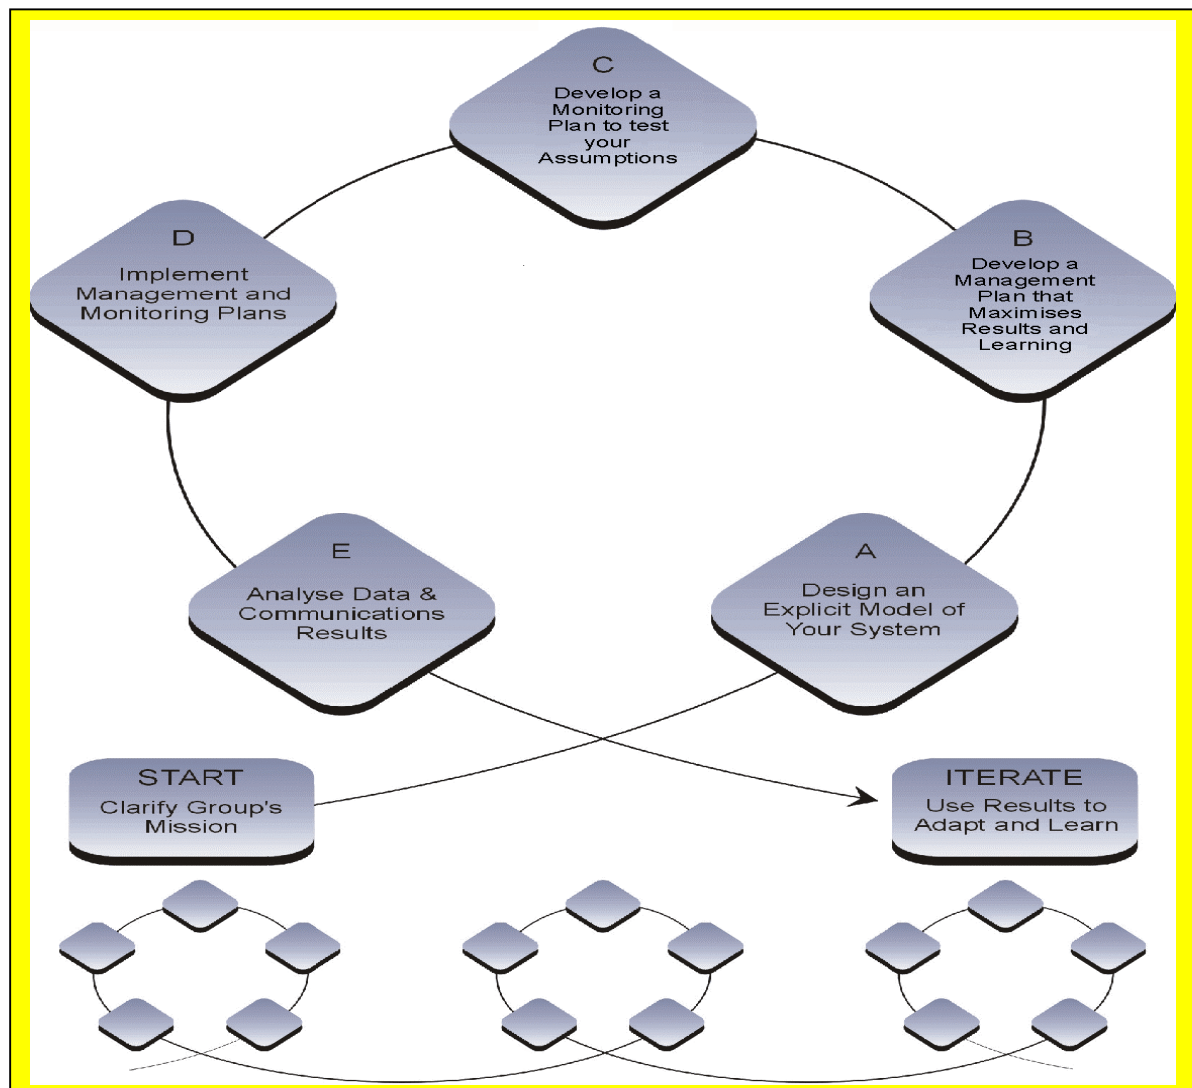 C
Develop a
Monitoring
Plan to test
your
Assumptions
D
Implement
Management and
Monitoring Plans
B
Develop a
Management
Plan that
Maximises
Results and
Learning
E
Analyse Data &
Communications
Results
A
Design an
Explicit Model of
Your System
START
Clarify Group's
Mission
ITERATE
Use Results to
Adapt and Learn